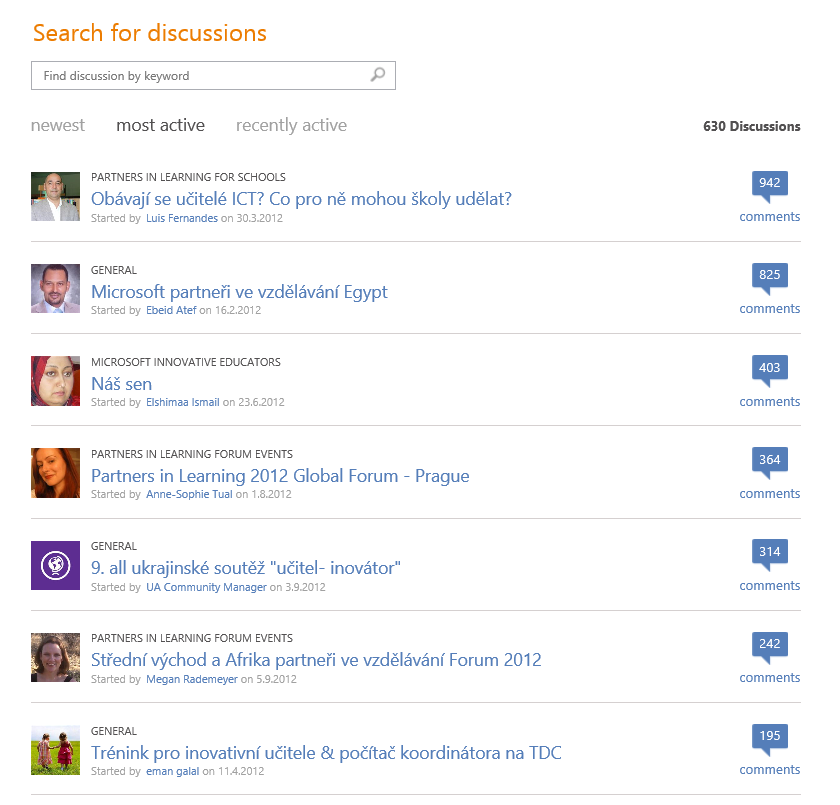 Search for discussions
Find discussion by keyword
newest most active recently active 630 Discussions
PARTNERS IN LEARNING FOR SCHOOLS
Obávají se učitelé ICT? Co pro ně mohou školy udělat?
Started by Luis Fernandes on 30.3.2012
942
comments
GENERAL
Microsoft partneři ve vzdělávání Egypt
Started by Ebeid Atef on 16.2.2012
825
comments
MICROSOFT INNOVATIVE EDUCATORS
Náš sen
Started by Elshimaa Ismail on 23.6.2012
403
comments
PARTNERS IN LEARNING FORUM EVENTS
Partners in Learning 2012 Global Forum - Prague
Started by Anne-Sophie Tual on 1.8.2012
364
comments
GENERAL
9. all ukrajinské soutěž "učitel- inovátor"
Started by UA Community Manager on 3.9.2012
314
comments
PARTNERS IN LEARNING FORUM EVENTS
Střední východ a Afrika partneři ve vzdělávání Forum 2012
Started by Megan Rademeyer on 5.9.2012
242
comments
GENERAL
Trénink pro inovativní učitele & počítač koordinátora na TDC
Started by eman galal on 11.4.2012
195
comments